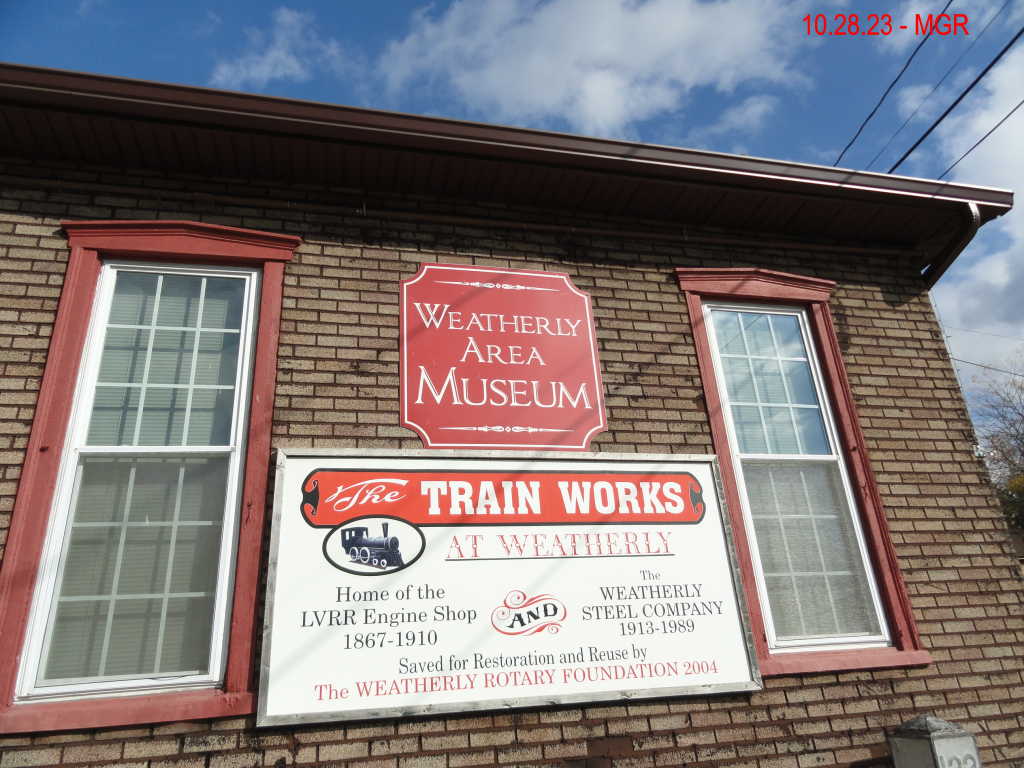 10.28.23 - MGR
WEATHERLY
AREA
MUSEUM
The TRAIN WORKS
AT WEATHERLY
Home of the
LVRR Engine Shop
1867-1910
AND
The
WEATHERLY
STEEL COMPANY
1913-1989
Saved for Restoration and Reuse by
The WEATHERLY ROTARY FOUNDATION 2004